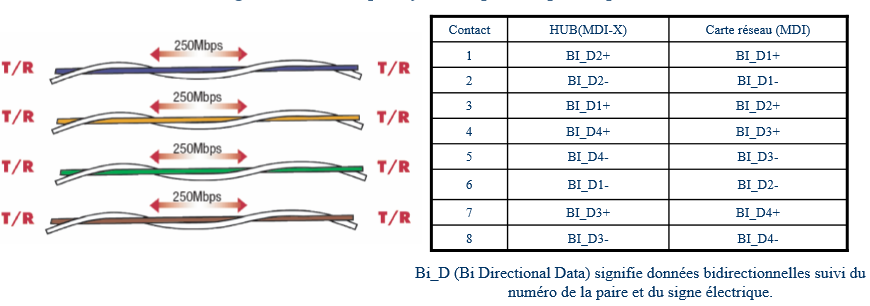 250Mbps
T/R T/R
250Mbps
T/R T/R
250Mbps
T/R T/R
250Mbps
T/R T/R
Contact HUB(MDI-X) Carte réseau (MDI)
1 BI_D2+ BI_D1+
2 BI_D2- BI_D1-
3 BI_D1+ BI_D2+
4 BI_D4+ BI_D3+
5 BI_D4- BI_D3-
6 BI_D1- BI_D2-
7 BI_D3+ BI_D4+
8 BI_D3- BI_D4-
Bi_D (Bi Directional Data) signifie données bidirectionnelles suivi du
numéro de la paire et du signe électrique.